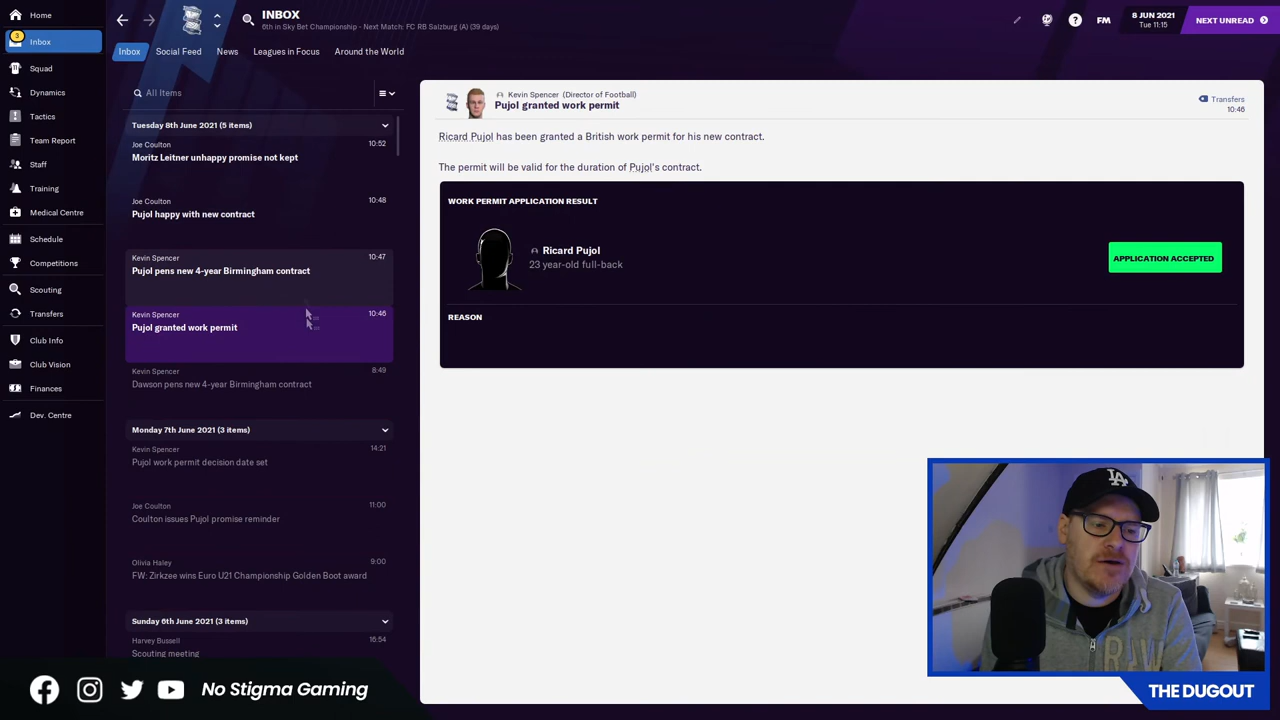 Home
INBOX
6th in Sky Bet Championship - Next Match: FC RB Salzburg (A) (39 days)
FM
8 JUN 2021
Tue 11:15
NEXT UNREAD
3
Inbox
Inbox
Social Feed
News
Leagues in Focus
Around the World
Squad
Dynamics
Tactics
Team Report
Staff
Training
Medical Centre
Schedule
Competitions
Scouting
Transfers
Club Info
Club Vision
Finances
Dev. Centre
All Items
Tuesday 8th June 2021 (5 items)
Joe Coulton 10:52
Moritz Leitner unhappy promise not kept
Joe Coulton 10:48
Pujol happy with new contract
Kevin Spencer 10:47
Pujol pens new 4-year Birmingham contract
Kevin Spencer 10:46
Pujol granted work permit
Kevin Spencer 8:49
Dawson pens new 4-year Birmingham contract
Monday 7th June 2021 (3 items)
Kevin Spencer 14:21
Pujol work permit decision date set
Joe Coulton 11:00
Coulton issues Pujol promise reminder
Olivia Haley 9:00
FW: Zirkzee wins Euro U21 Championship Golden Boot award
Sunday 6th June 2021 (3 items)
Harvey Bussell 16:54
Scouting meeting
Kevin Spencer (Director of Football)
Pujol granted work permit
Transfers
10:46
Ricard Pujol has been granted a British work permit for his new contract.
The permit will be valid for the duration of Pujol's contract.
WORK PERMIT APPLICATION RESULT
Ricard Pujol
23 year-old full-back
APPLICATION ACCEPTED
REASON
LA
No Stigma Gaming
THE DUGOUT